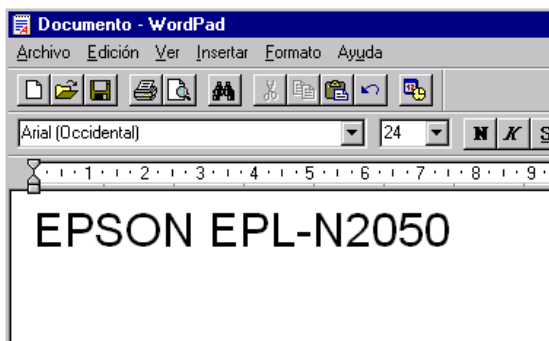 Documento - WordPad
Archivo Edición Ver Insertar Formato Ayuda
Arial (Occidental) 24 N K S
1 2 3 4 5 6 7 8 9
EPSON EPL-N2050